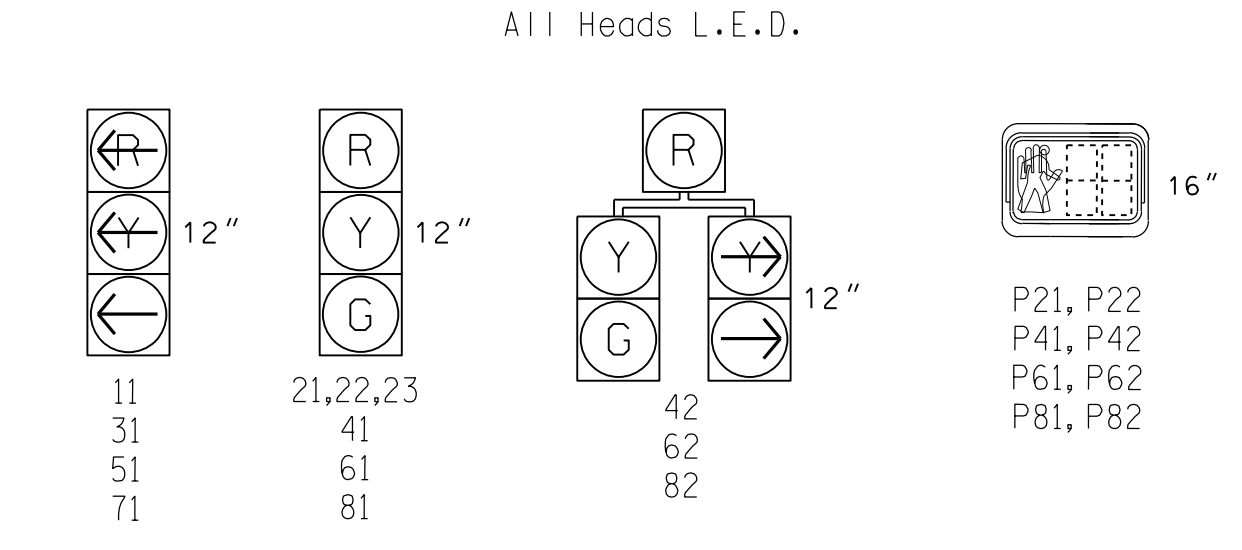 All Heads L.E.D.
R
Y
12"
11
31
51
71
R
Y
G
12"
21,22,23
41
61
81
R
Y
G
Y
12"
42
62
82
16"
P21, P22
P41, P42
P61, P62
P81, P82